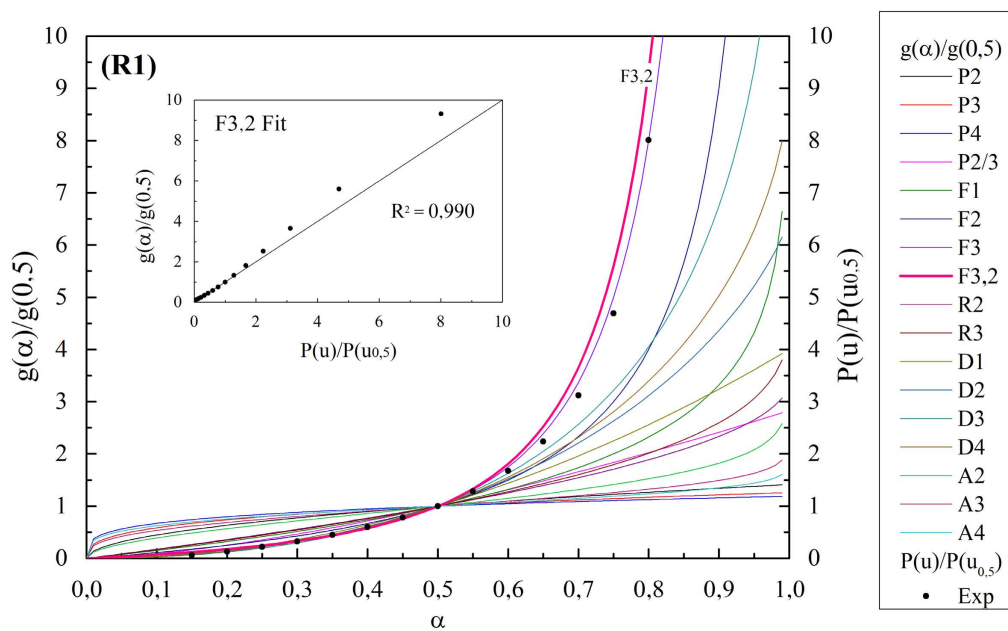 (R1)
g(α)/g(0,5)
10
9
8
7
6
5
4
3
2
1
0
0,0 0,1 0,2 0,3 0,4 0,5 0,6 0,7 0,8 0,9 1,0
α
F3,2
10
9
8
7
6
5
4
3
2
1
0
P(u)/P(u0,5)
F3,2 Fit
g(α)/g(0,5)
10
8
6
4
2
0
R² = 0,990
0 2 4 6 8 10
P(u)/P(u0,5)
g(α)/g(0,5)
P2
P3
P4
P2/3
F1
F2
F3
F3,2
R2
R3
D1
D2
D3
D4
A2
A3
A4
P(u)/P(u0,5)
Exp